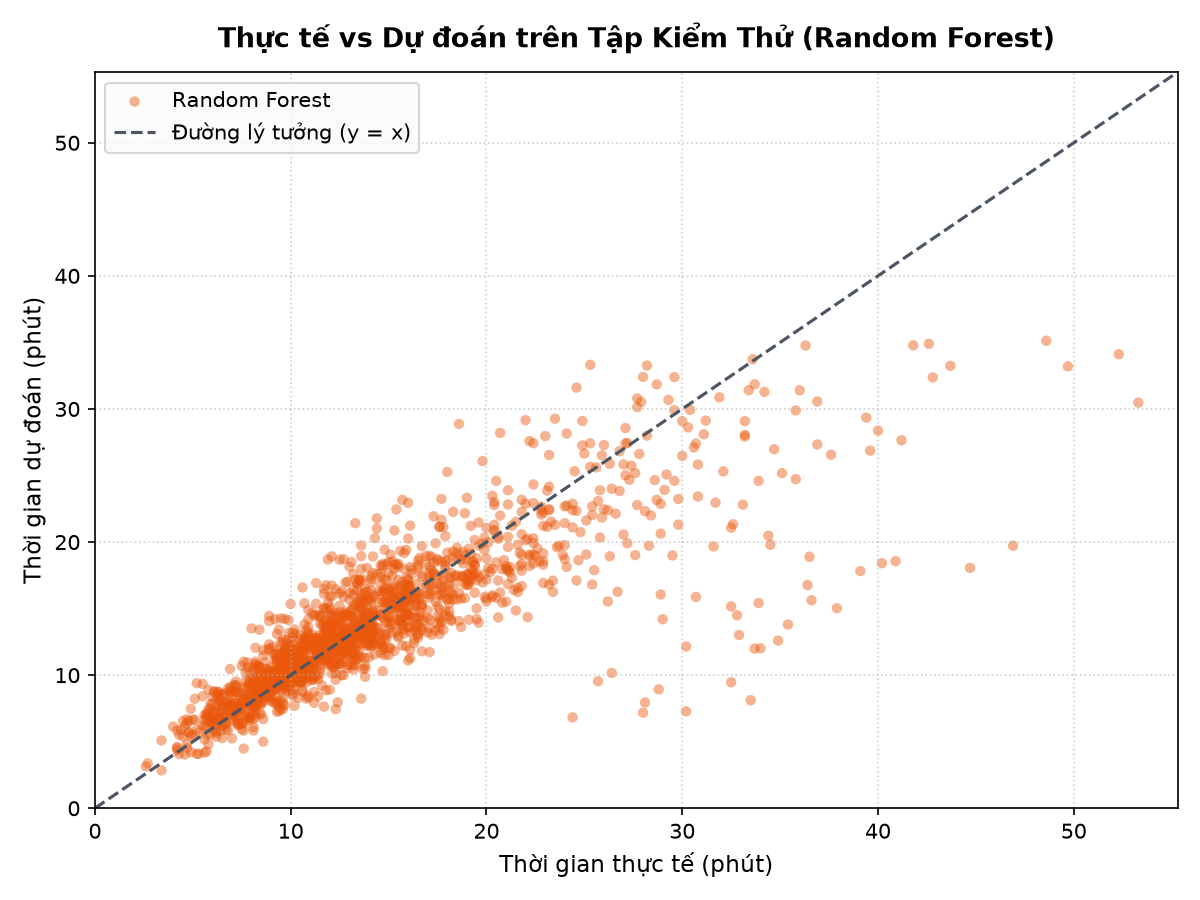 Thực tế vs Dự đoán trên Tập Kiểm Thử (Random Forest)
Random Forest
Đường lý tưởng (y = x)
Thời gian dự đoán (phút)
50
40
30
20
10
0
0 10 20 30 40 50
Thời gian thực tế (phút)